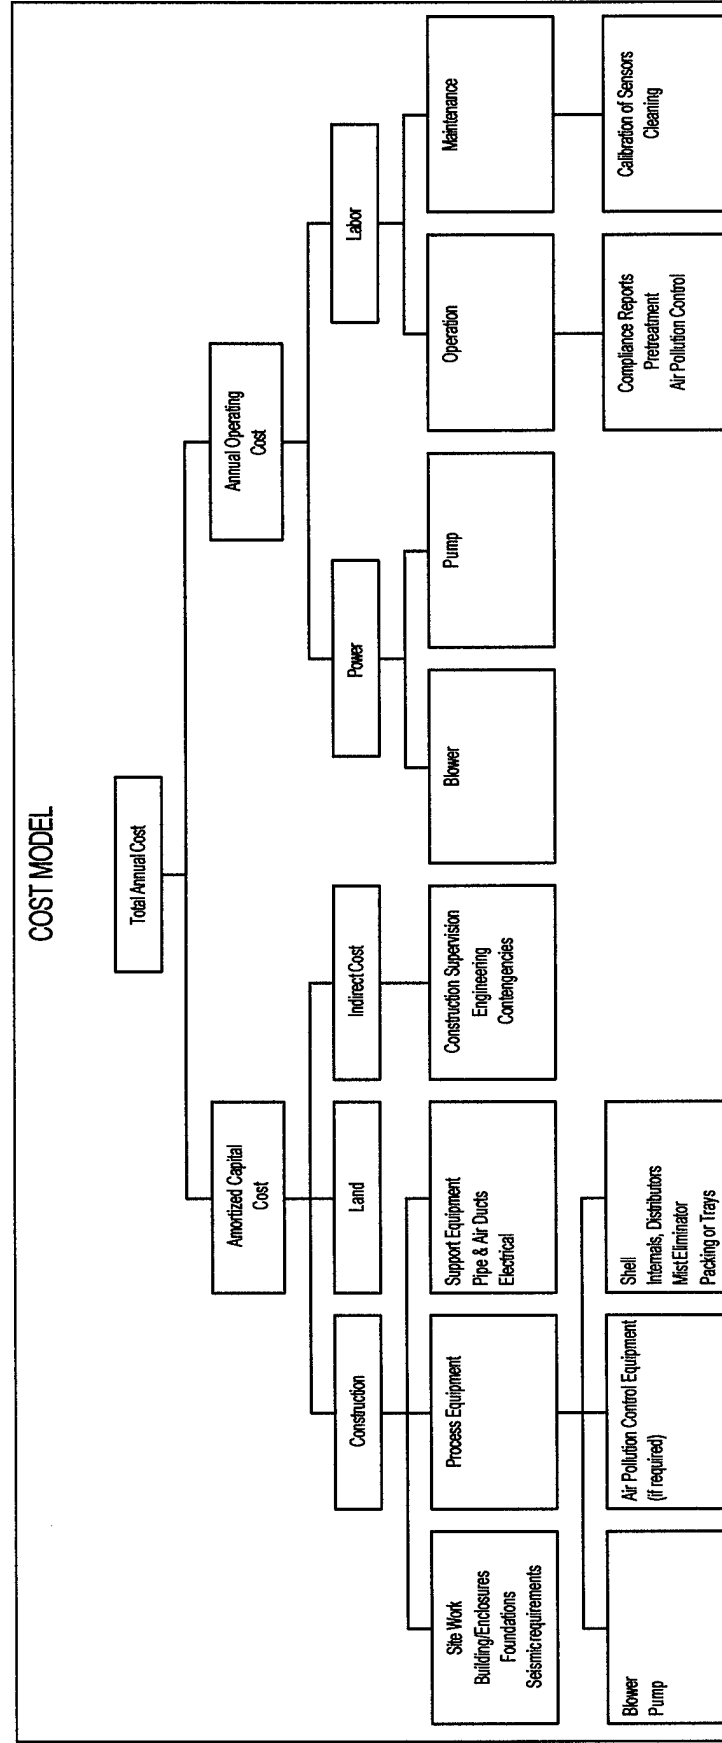 COST MODEL
Total Annual Cost
Amortized Capital
Cost
Annual Operating
Cost
Construction
Land
Indirect Cost
Power
Labor
Site Work
Building/Enclosures
Foundations
Seismic requirements
Process Equipment
Support Equipment
Pipe & Air Ducts
Electrical
Construction Supervision
Engineering
Contengencies
Blower
Pump
Operation
Maintenance
Blower
Pump
Air Pollution Control Equipment
(if required)
Shell
Internals, Distributors
Mist Eliminator
Packing or Trays
Compliance Reports
Pretreatment
Air Pollution Control
Calibration of Sensors
Cleaning